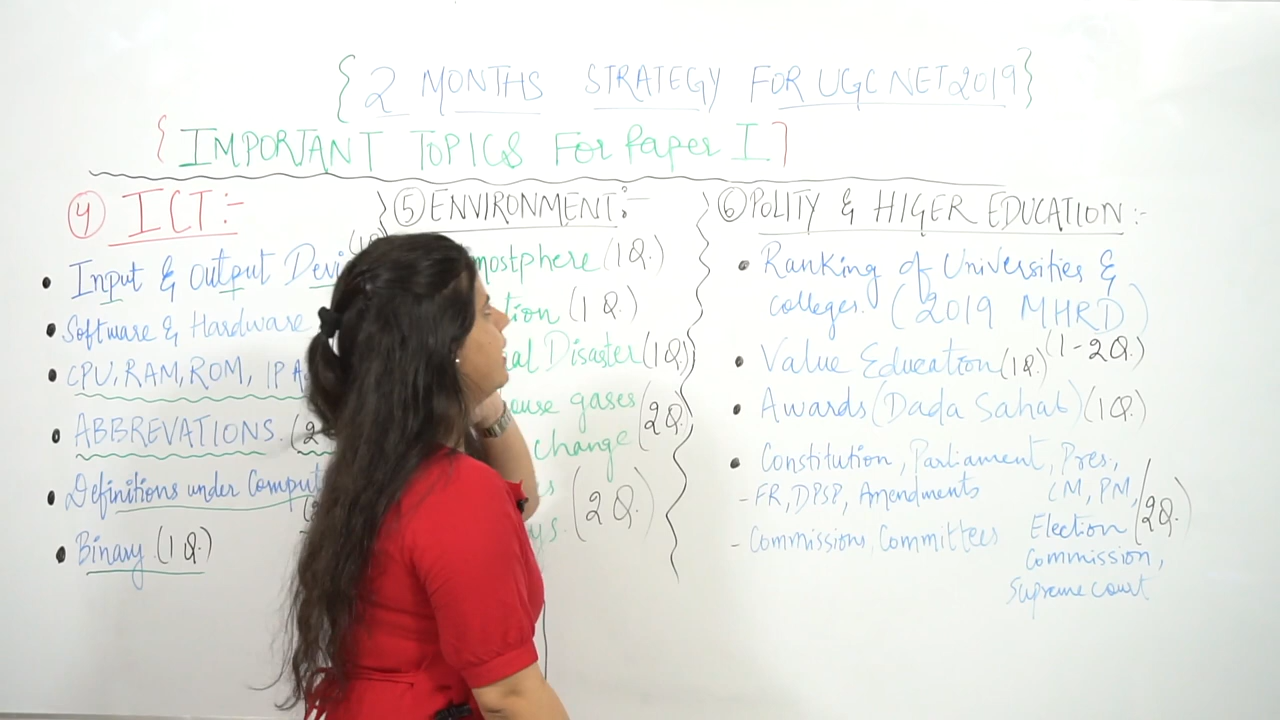 {2 MONTHS STRATEGY FOR UGC NET 2019}
{IMPORTANT TOPICS For Paper I.]
④ ICT:-
• Input & output Devi
• Software & Hardware
• CPU, RAM, ROM, IP A
• ABBREVATIONS. (2
• Definitions under Comput
• Binary (1Q.)
⑤ ENVIRONMENT:-
mostphere (1Q.)
tion (1Q.)
al Disaster (1Q)
ouse gases
change (2Q.)
s
ys. (2Q.)
⑥ POLITY & HIGER EDUCATION:-
• Ranking of Universities &
colleges. (2019 MHRD)
(1-2Q.)
• Value Education (1Q.)
• Awards (Dada Sahab) (1Q.)
• Constitution, Parliament, Pres.,
- FR, DPSP, Amendments CM, PM,
- Commissions, Committees Election (2Q.)
Commission,
Supreme court